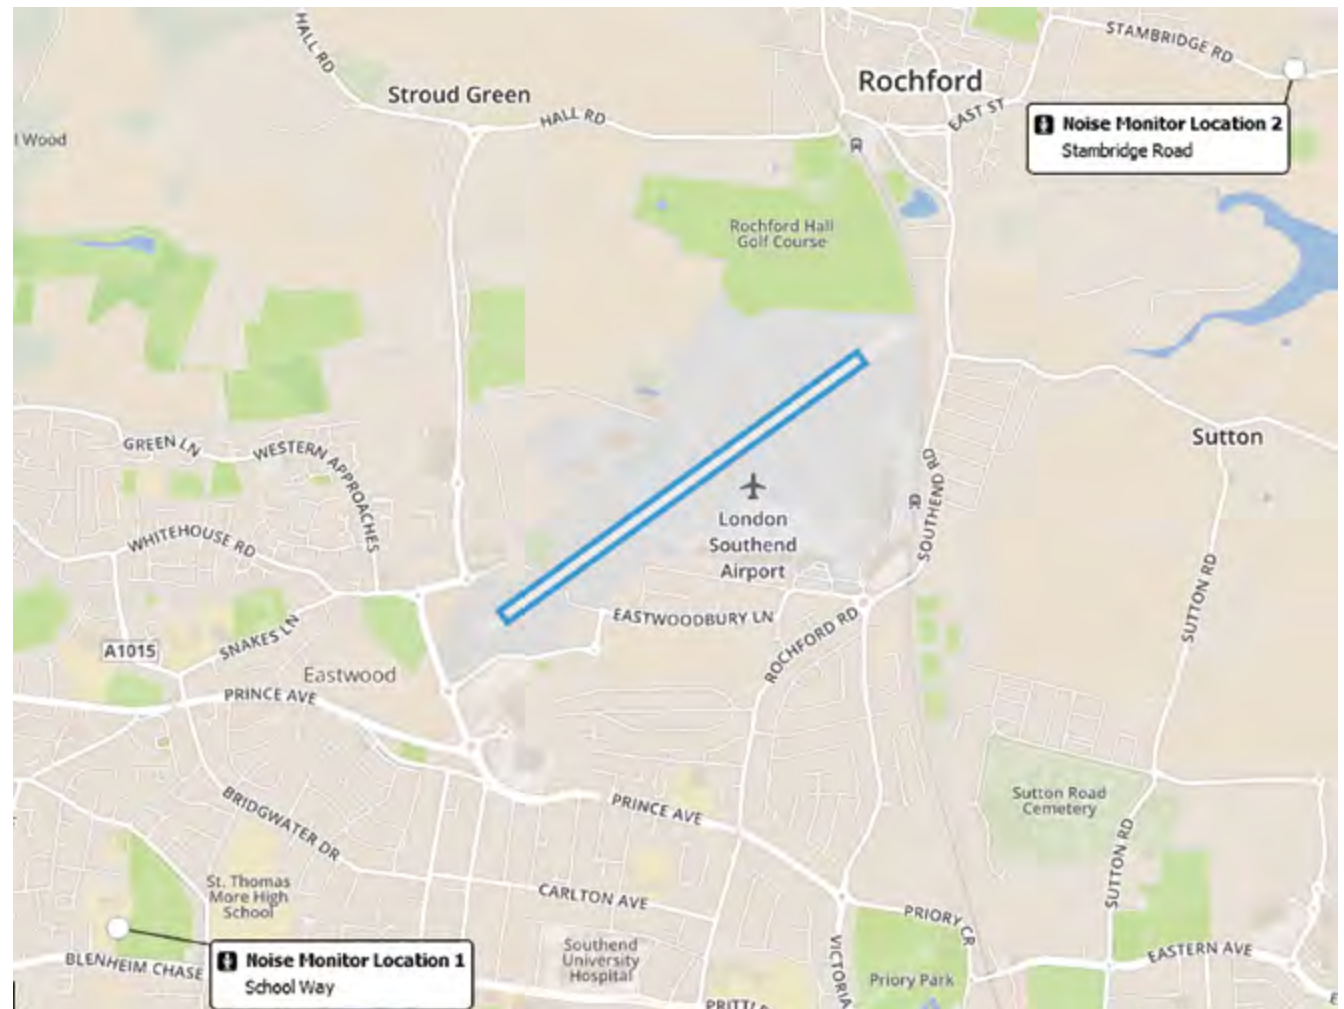 HALL RD
STAMBRIDGE RD
Rochford
Stroud Green
HALL RD
EAST ST
Noise Monitor Location 2
Stambridge Road
l Wood
Rochford Hall
Golf Course
Sutton
GREEN LN
WESTERN APPROACHES
SOUTHEND RD
London
Southend
Airport
WHITEHOUSE RD
SUTTON RD
EASTWOODBURY LN
ROCHFORD RD
SNAKES LN
A1015
Eastwood
PRINCE AVE
Sutton Road
Cemetery
PRINCE AVE
BRIDGWATER DR
SUTTON RD
St. Thomas
More High
School
CARLTON AVE
PRIORY CR
Southend
University
Hospital
VICTORIA
EASTERN AVE
Noise Monitor Location 1
School Way
BLENHEIM CHASE
Priory Park
PRITTL
E